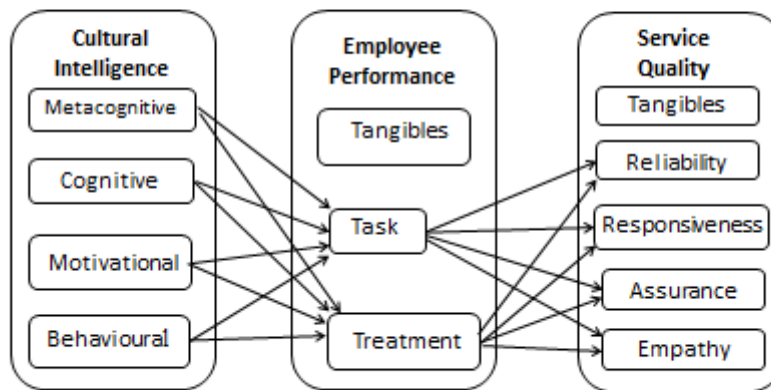 Cultural
Intelligence
Metacognitive
Cognitive
Motivational
Behavioural
Employee
Performance
Tangibles
Task
Treatment
Service
Quality
Tangibles
Reliability
Responsiveness
Assurance
Empathy